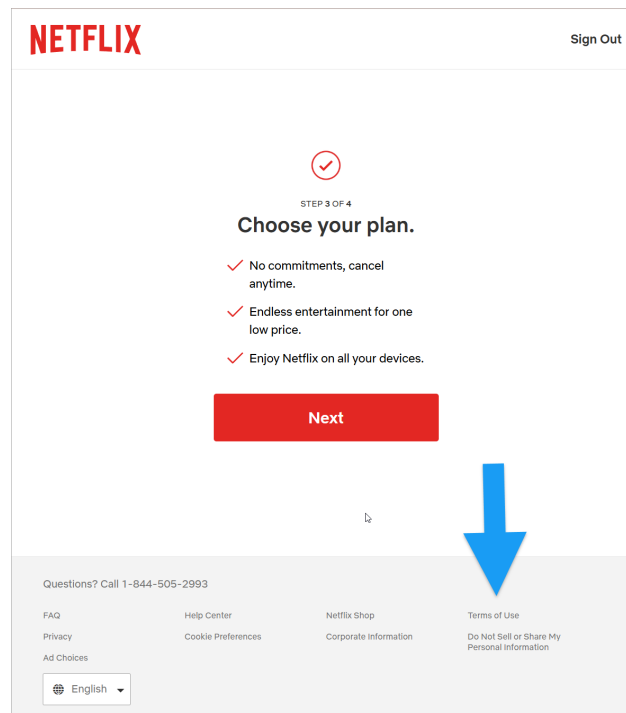 NETFLIX
Sign Out
STEP 3 OF 4
Choose your plan.
No commitments, cancel
anytime.
Endless entertainment for one
low price.
Enjoy Netflix on all your devices.
Next
Questions? Call 1-844-505-2993
FAQ
Help Center
Netflix Shop
Terms of Use
Privacy
Cookie Preferences
Corporate Information
Do Not Sell or Share My
Personal Information
Ad Choices
English